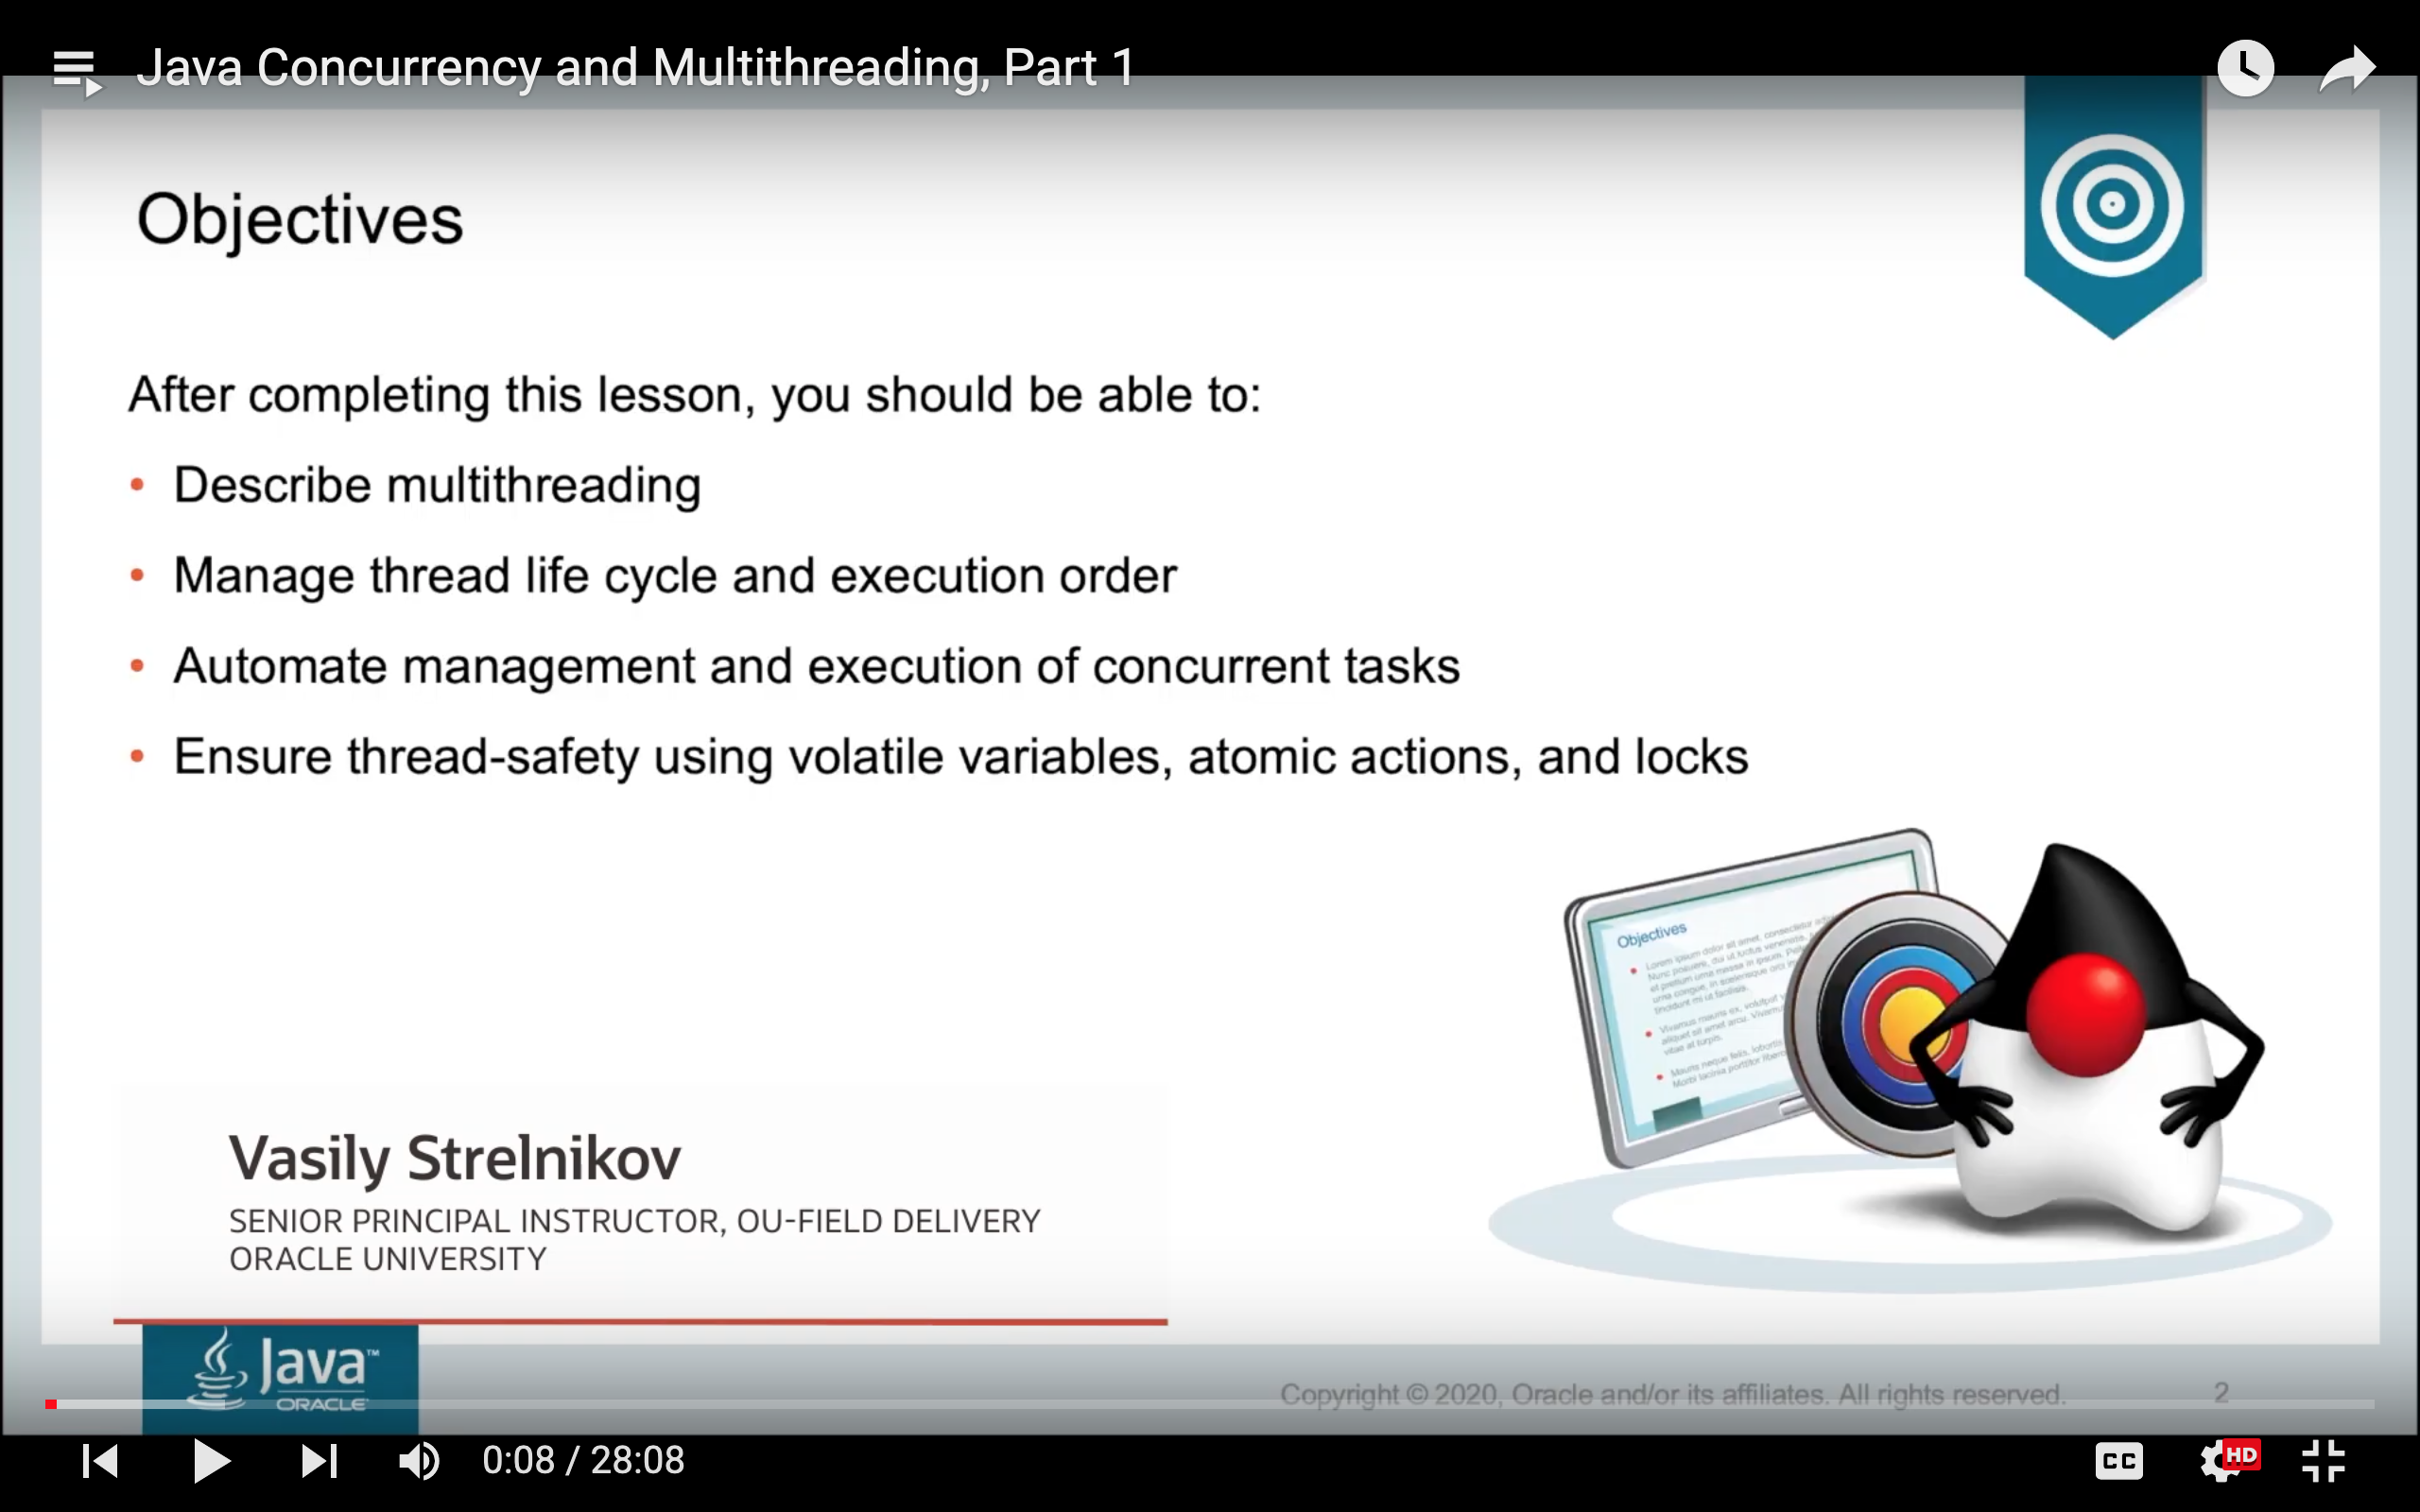 Java Concurrency and Multithreading, Part 1
Objectives
After completing this lesson, you should be able to:
• Describe multithreading
• Manage thread life cycle and execution order
• Automate management and execution of concurrent tasks
• Ensure thread-safety using volatile variables, atomic actions, and locks
Objectives
Vasily Strelnikov
SENIOR PRINCIPAL INSTRUCTOR, OU-FIELD DELIVERY
ORACLE UNIVERSITY
Java™
ORACLE
Copyright © 2020, Oracle and/or its affiliates. All rights reserved.
2
0:08 / 28:08
CC
HD